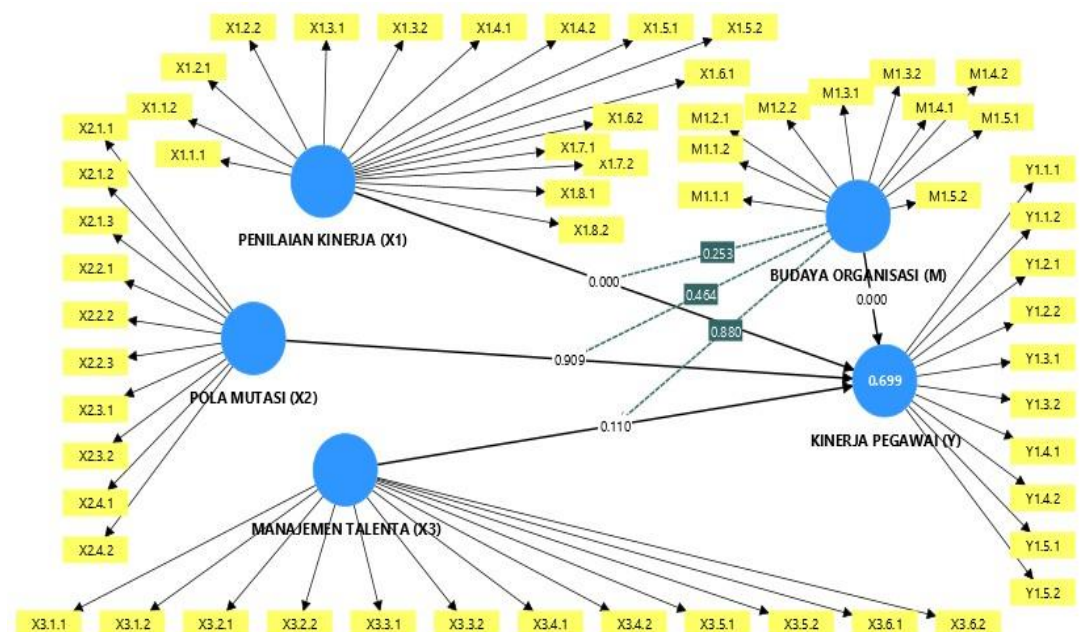 X1.2.2
X1.3.1
X1.3.2
X1.4.1
X1.4.2
X1.5.1
X1.5.2
X1.2.1
X1.6.1
X1.1.2
X1.6.2
X1.1.1
X1.7.1
X1.7.2
X1.8.1
X1.8.2
PENILAIAN KINERJA (X1)
M1.3.2
M1.4.2
M1.3.1
M1.2.2
M1.4.1
M1.2.1
M1.5.1
M1.1.2
M1.1.1
M1.5.2
BUDAYA ORGANISASI (M)
X2.1.1
X2.1.2
X2.1.3
X2.2.1
X2.2.2
X2.2.3
X2.3.1
X2.3.2
X2.4.1
X2.4.2
POLA MUTASI (X2)
0.253
0.000
0.464
0.880
0.000
0.909
0.110
0.699
KINERJA PEGAWAI (Y)
Y1.1.1
Y1.1.2
Y1.2.1
Y1.2.2
Y1.3.1
Y1.3.2
Y1.4.1
Y1.4.2
Y1.5.1
Y1.5.2
MANAJEMEN TALENTA (X3)
X3.1.1
X3.1.2
X3.2.1
X3.2.2
X3.3.1
X3.3.2
X3.4.1
X3.4.2
X3.5.1
X3.5.2
X3.6.1
X3.6.2